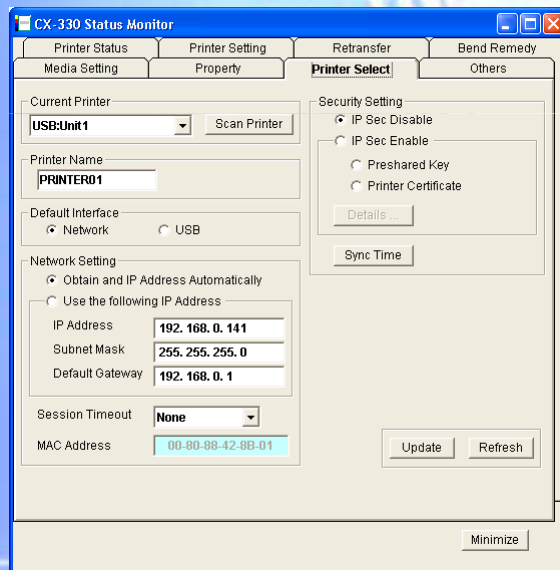 CX-330 Status Monitor
Printer Status
Printer Setting
Retransfer
Bend Remedy
Media Setting
Property
Printer Select
Others
Current Printer
USB:Unit1
Scan Printer
Printer Name
PRINTER01
Default Interface
Network
USB
Network Setting
Obtain and IP Address Automatically
Use the following IP Address
IP Address
192. 168. 0. 141
Subnet Mask
255. 255. 255. 0
Default Gateway
192. 168. 0. 1
Session Timeout
None
MAC Address
00-80-88-42-8B-01
Security Setting
IP Sec Disable
IP Sec Enable
Preshared Key
Printer Certificate
Details ...
Sync Time
Update
Refresh
Minimize